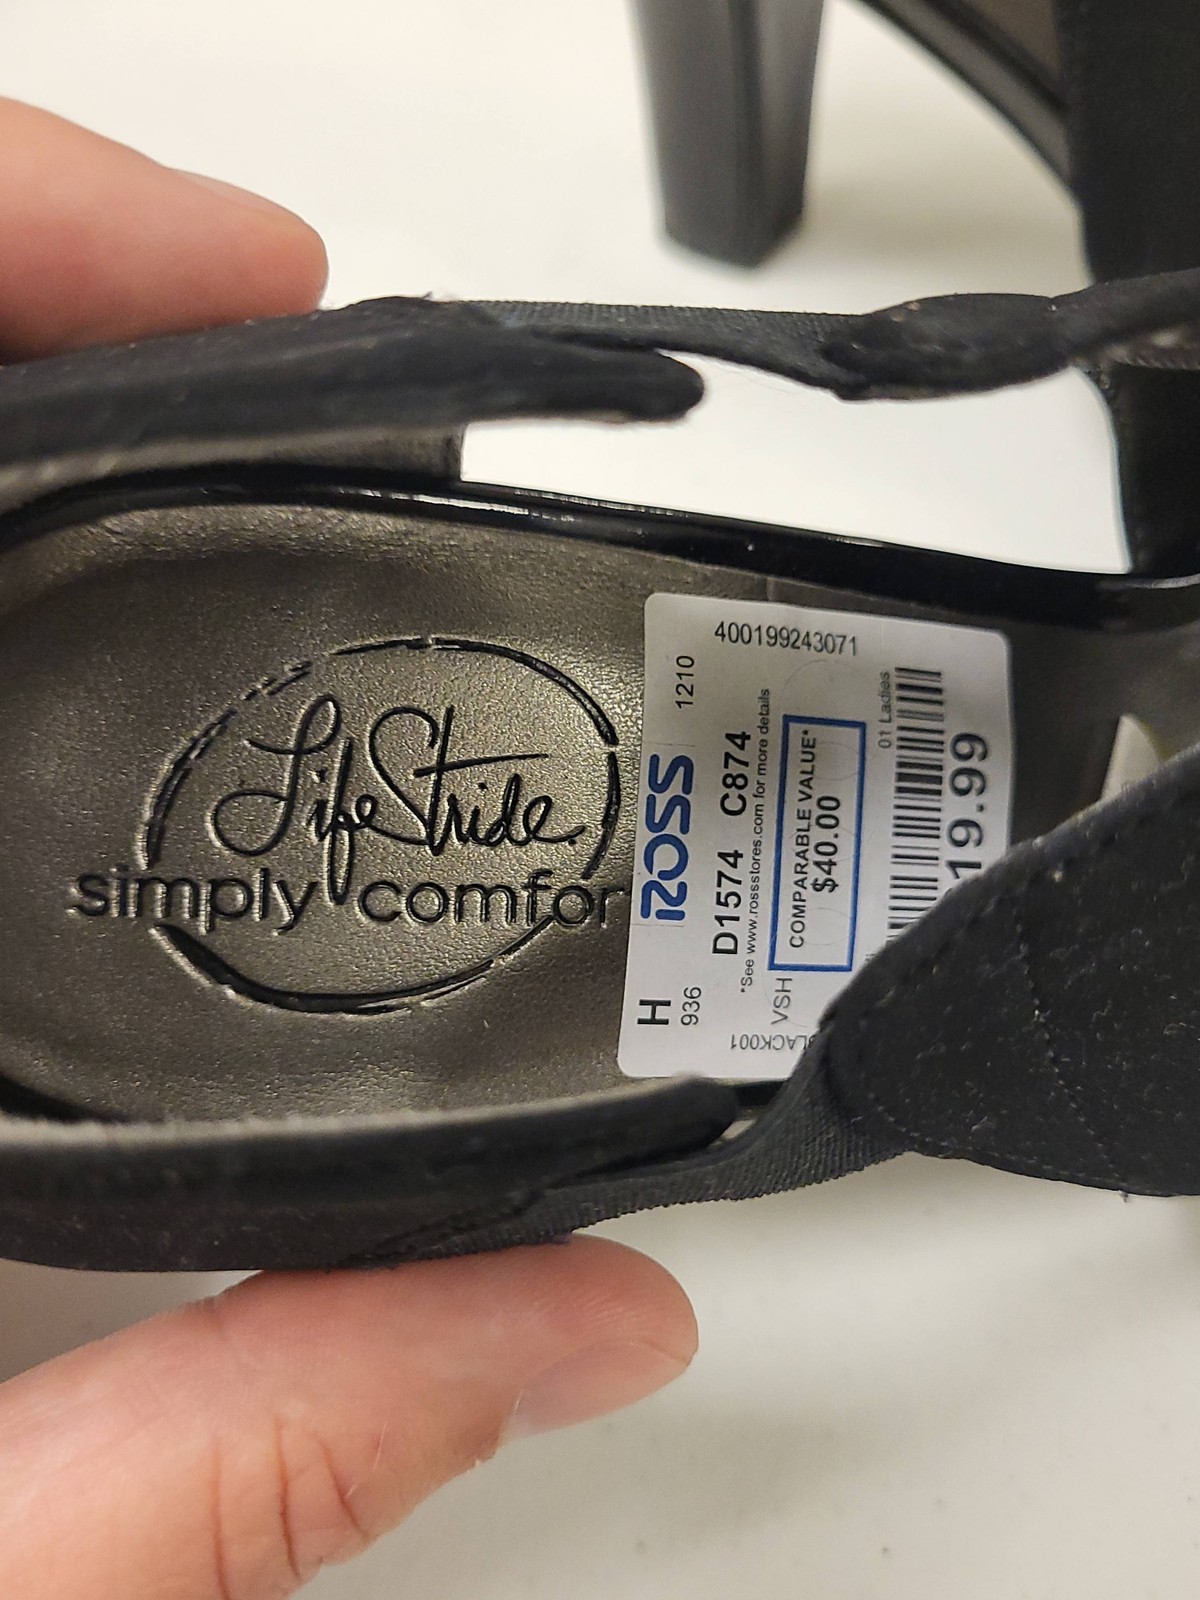 LifeStride
simply comfor
400199243071
H
ROSS
936
1210
D1574 C874
*See www.rossstores.com for more details
VSH
COMPARABLE VALUE*
$40.00
01 Ladies
19.99
BLACK001